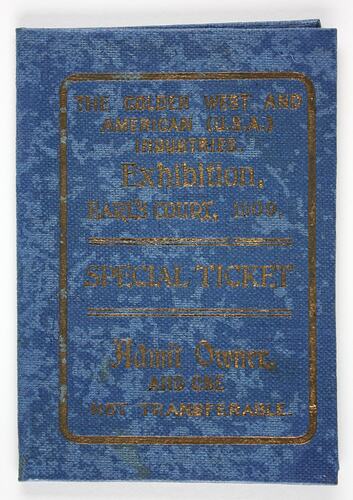 THE GOLDEN WEST AND
AMERICAN (U.S.A.)
INDUSTRIES.
Exhibition,
EARL'S COURT, 1909.
SPECIAL TICKET
Admit Owner,
AND ONE
NOT TRANSFERABLE.